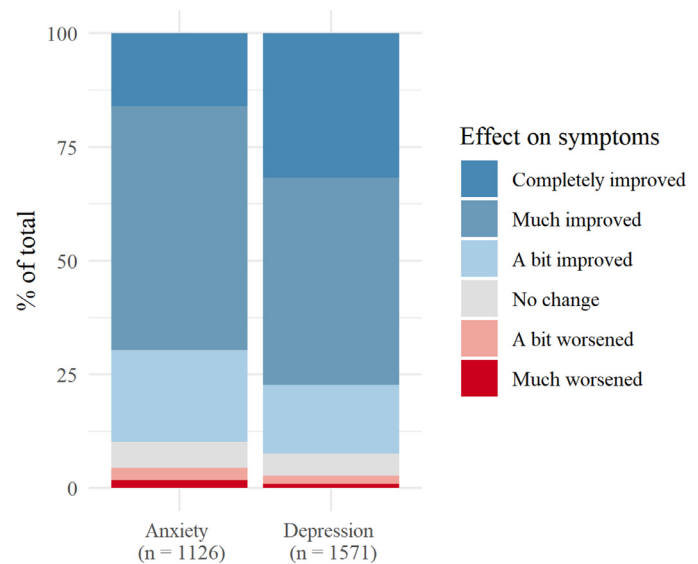 % of total
100
75
50
25
0
Anxiety
(n = 1126)
Depression
(n = 1571)
Effect on symptoms
Completely improved
Much improved
A bit improved
No change
A bit worsened
Much worsened